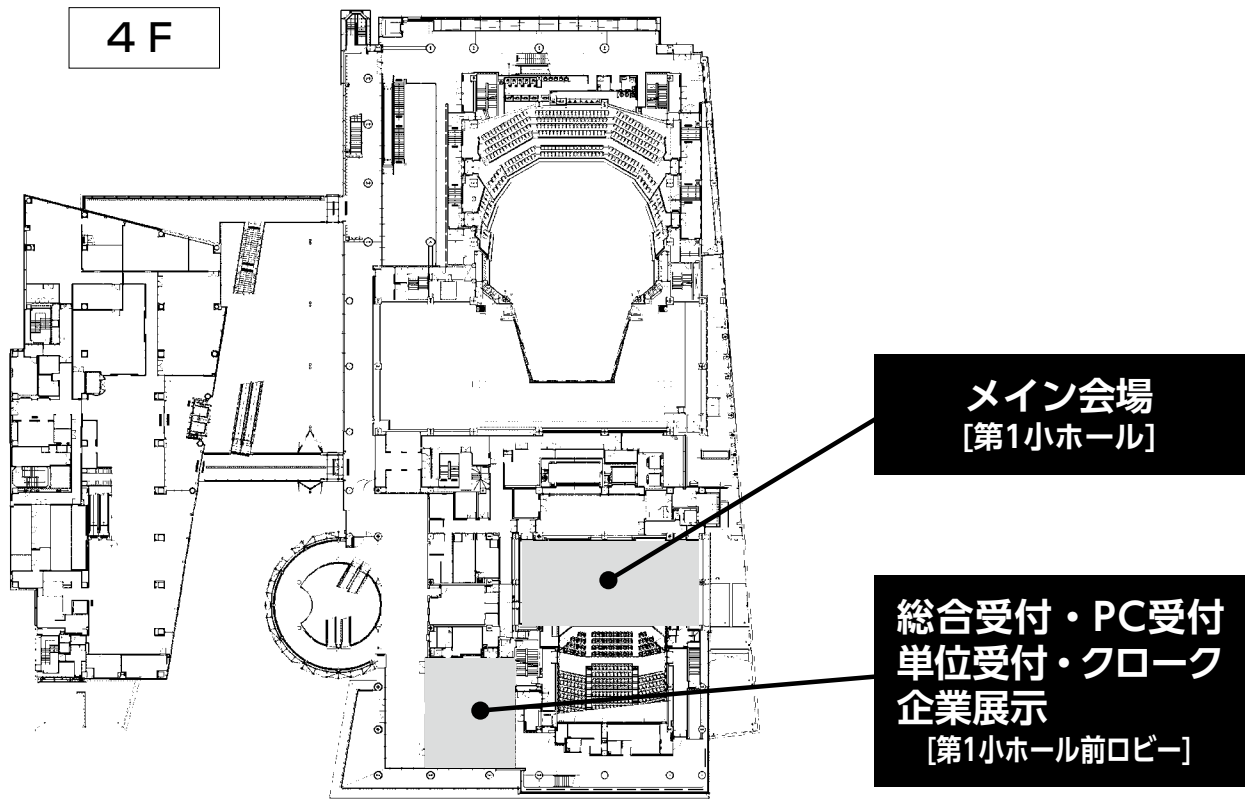 4F
メイン会場
[第1小ホール]
総合受付・PC受付
単位受付・クローク
企業展示
[第1小ホール前ロビー]